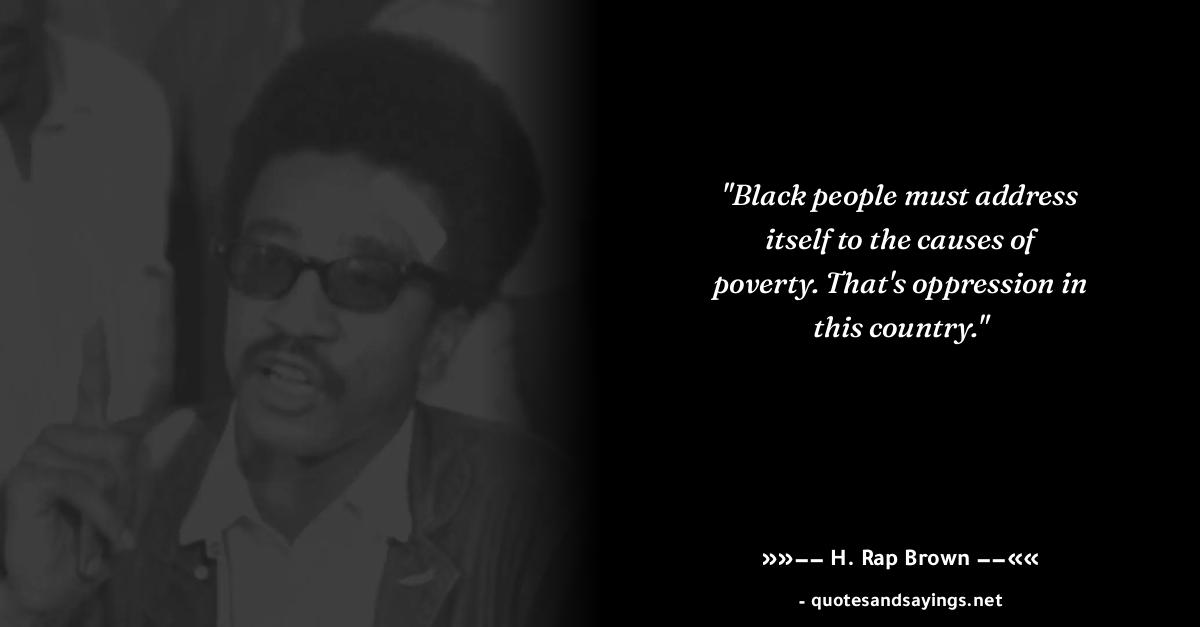 "Black people must address
itself to the causes of
poverty. That's oppression in
this country."
»»–– H. Rap Brown ––««
- quotesandsayings.net